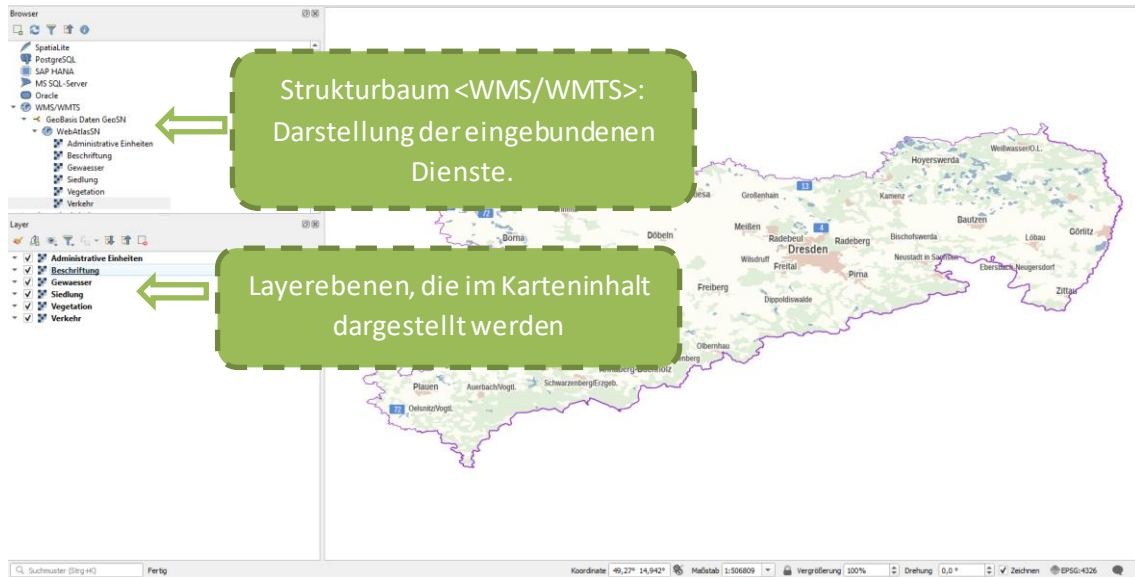 Browser
SpatiaLite
PostgreSQL
SAP HANA
MS SQL-Server
Oracle
WMS/WMTS
GeoBasis Daten GeoSN
WebAtlasSN
Administrative Einheiten
Beschriftung
Gewaesser
Siedlung
Vegetation
Verkehr
Strukturbaum <WMS/WMTS>:
Darstellung der eingebundenen
Dienste.
Layer
Administrative Einheiten
Beschriftung
Gewaesser
Siedlung
Vegetation
Verkehr
Layerebenen, die im Karteninhalt
dargestellt werden
Weißwasser/O.L.
Hoyerswerda
13
Großenhain
Kamenz
72
Borna
Döbeln
Meißen
4
Radebeul
Radeberg
Dresden
Bischofswerda
Bautzen
Löbau
Görlitz
Wilsdruff
Freital
Neustadt in
Pirna
Zittau
Freiberg
Dippoldiswalde
Olbernhau
Plauen
Auerbach/Vogtl.
Schwarzenberg/Erzgeb.
72
Oelsnitz/Vogtl.
Suchmuster (Strg+K)
Fertig
Koordinate 49,27° 14,942° Maßstab 1:506809 Vergrößerung 100% Drehung 0,0 ° Zeichnen EPSG:4326